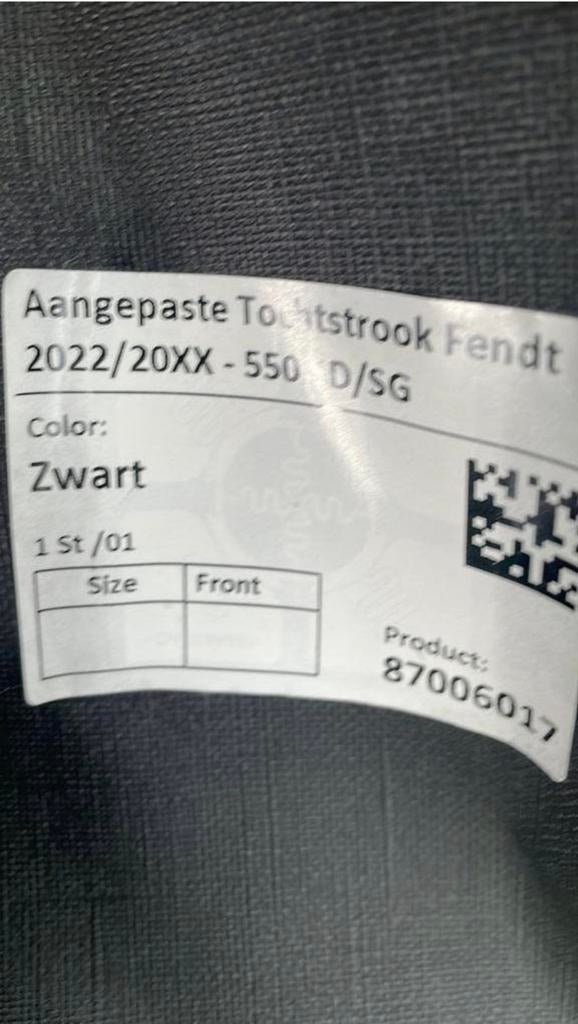 Aangepaste Tochtstrook Fendt
2022/20XX - 550 D/SG
Color:
Zwart
1 St /01
Size Front
Product:
87006017